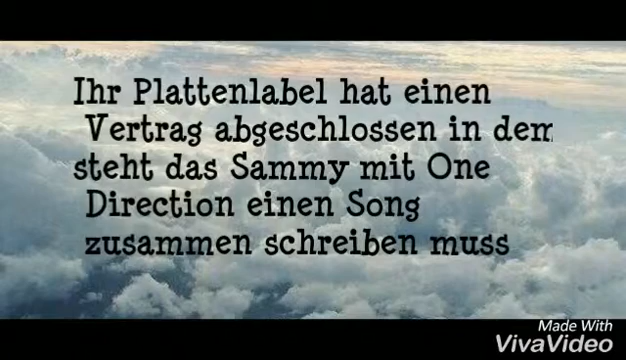 Ihr Plattenlabel hat einen
Vertrag abgeschlossen in dem
steht das Sammy mit One
Direction einen Song
zusammen schreiben muss
Made With
VivaVideo